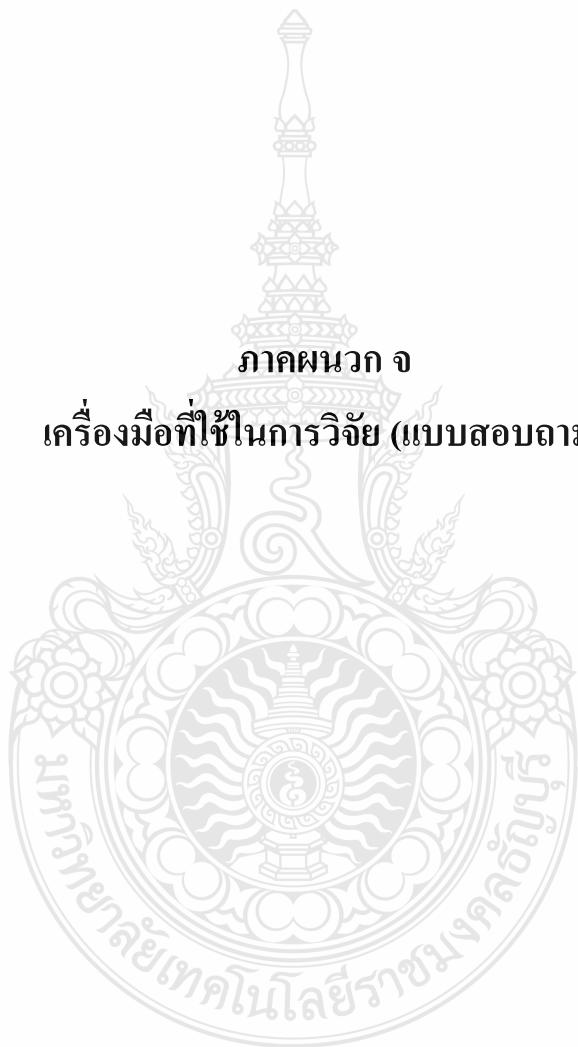 ภาคผนวก จ
เครื่องมือที่ใช้ในการวิจัย (แบบสอบถาม
มหาวิทยาลัยเทคโนโลยีราชมงคลธัญบุรี